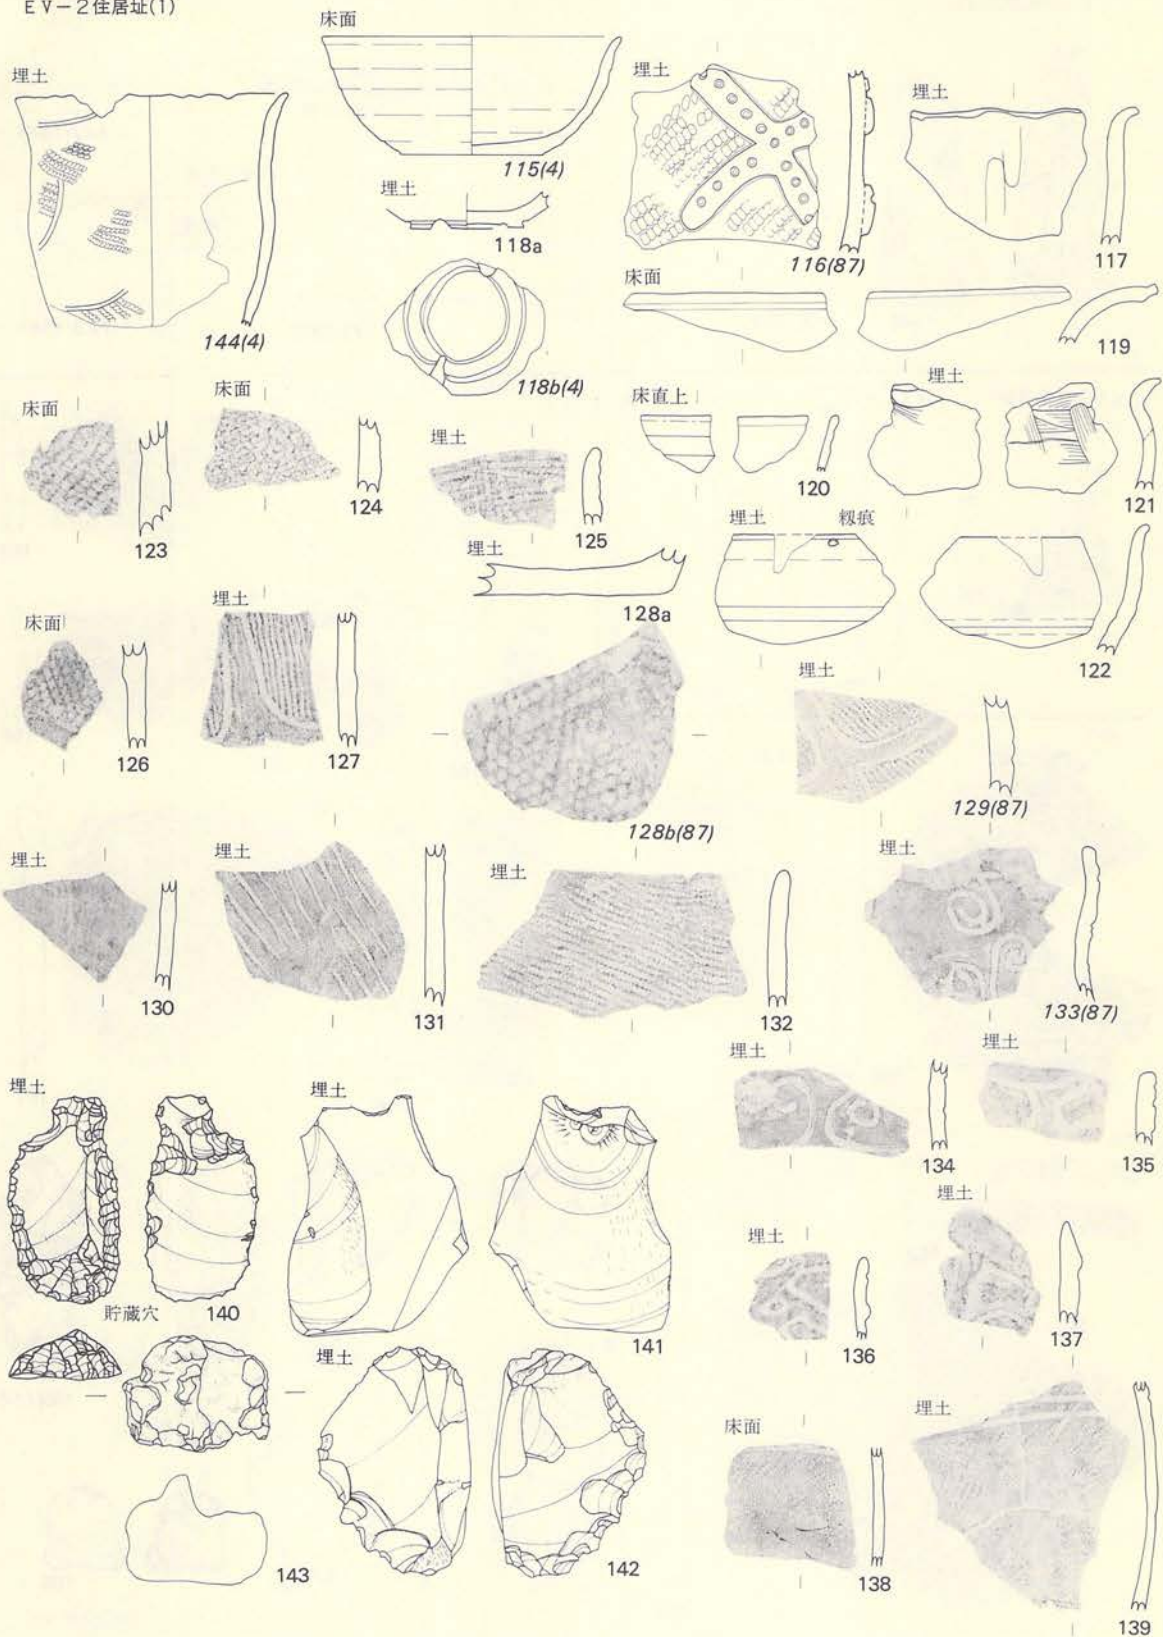 ＥⅤ－２住居址(1)
床面
埋土
埋土
埋土
115(4)
埋土
118a
116(87)
117
床面
144(4)
119
118b(4)
床面
床面
埋土
床直上
埋土
123
124
125
120
121
埋土
籾痕
埋土
128a
122
床面
埋土
埋土
126
127
128b(87)
129(87)
埋土
埋土
埋土
埋土
130
131
132
133(87)
埋土
埋土
埋土
埋土
134
135
埋土
埋土
貯蔵穴
140
141
136
137
埋土
床面
埋土
143
142
138
139